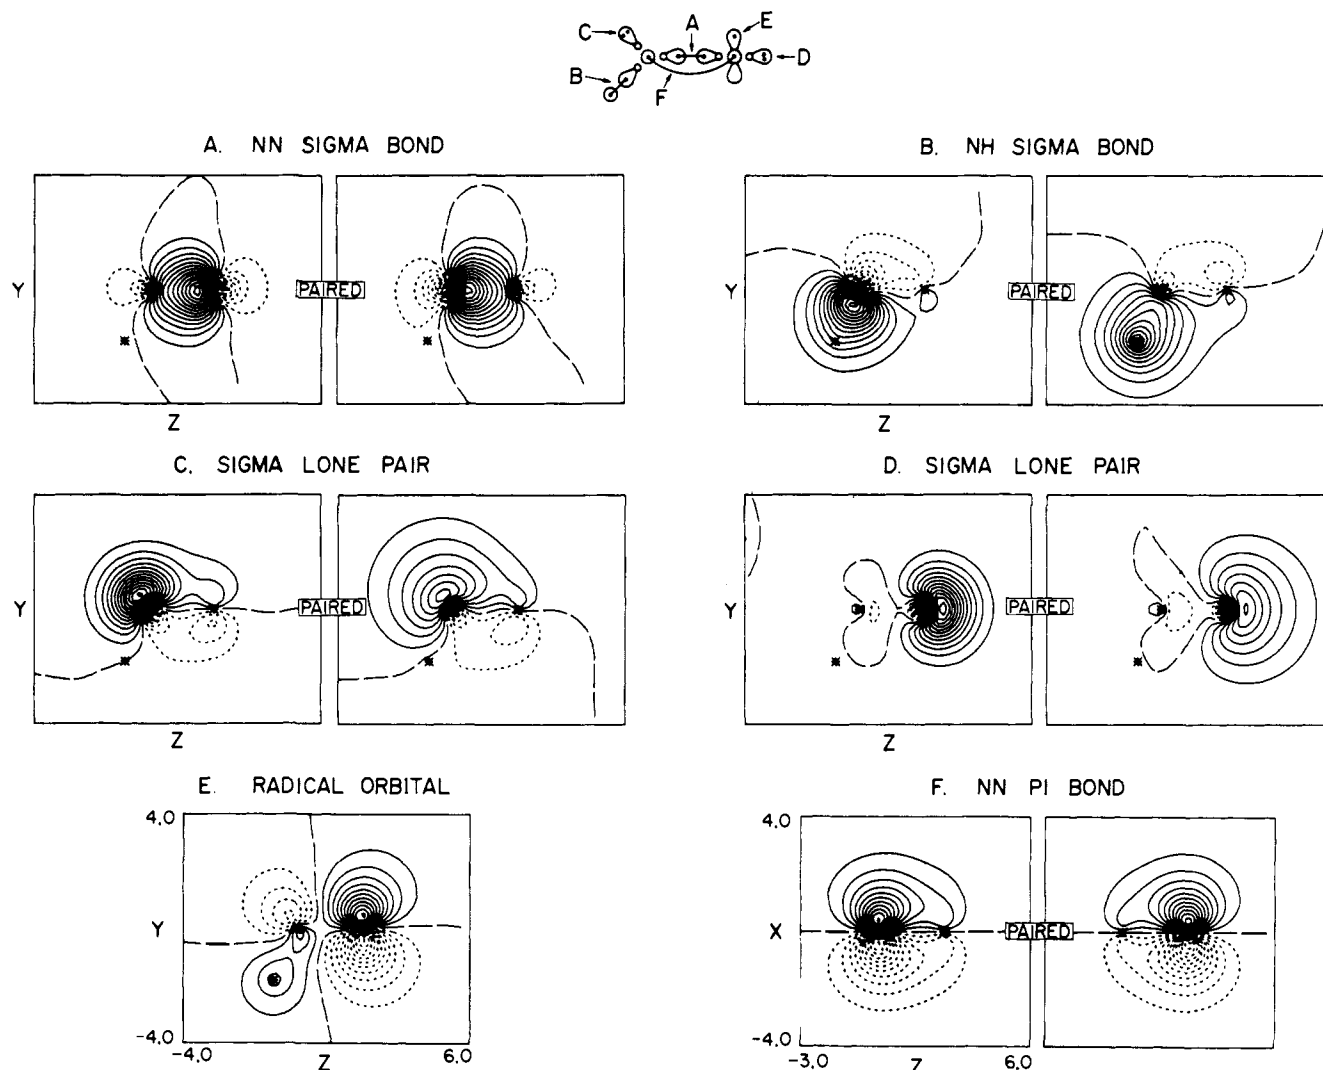 C
A
E
B
F
D
A. NN SIGMA BOND
B. NH SIGMA BOND
Y
PAIRED
Y
PAIRED
Z
C. SIGMA LONE PAIR
D. SIGMA LONE PAIR
Y
PAIRED
Y
PAIRED
Z
Z
E. RADICAL ORBITAL
F. NN PI BOND
4.0
4.0
Y
X
PAIRED
-4.0
-4.0
-4.0
Z
6.0
-3.0
7
6.0